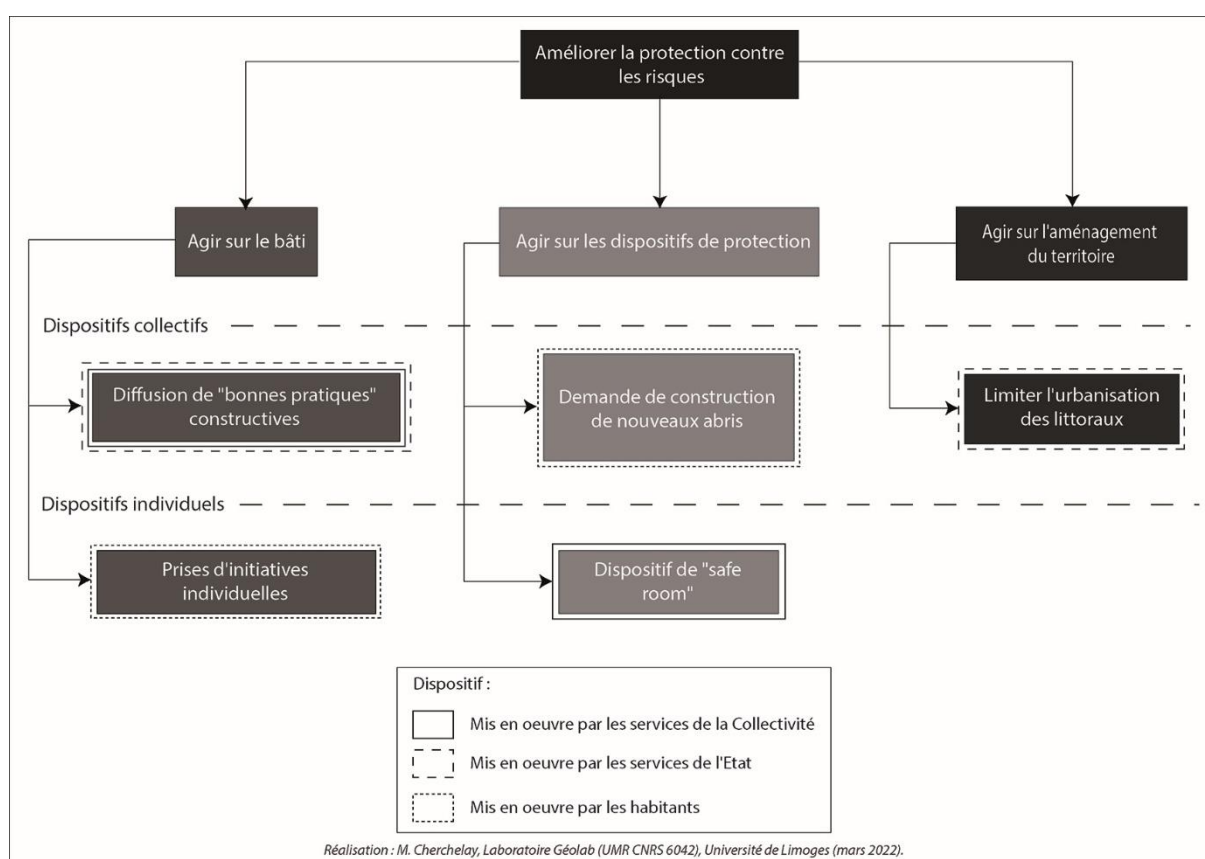 Améliorer la protection contre
les risques
Agir sur le bâti
Agir sur les dispositifs de protection
Agir sur l'aménagement
du territoire
Dispositifs collectifs
Diffusion de "bonnes pratiques"
constructives
Demande de construction
de nouveaux abris
Limiter l'urbanisation
des littoraux
Dispositifs individuels
Prises d'initiatives
individuelles
Dispositif de "safe
room"
Dispositif :
Mis en oeuvre par les services de la Collectivité
Mis en oeuvre par les services de l'Etat
Mis en oeuvre par les habitants
Réalisation : M. Cherchelay, Laboratoire Géolab (UMR CNRS 6042), Université de Limoges (mars 2022).